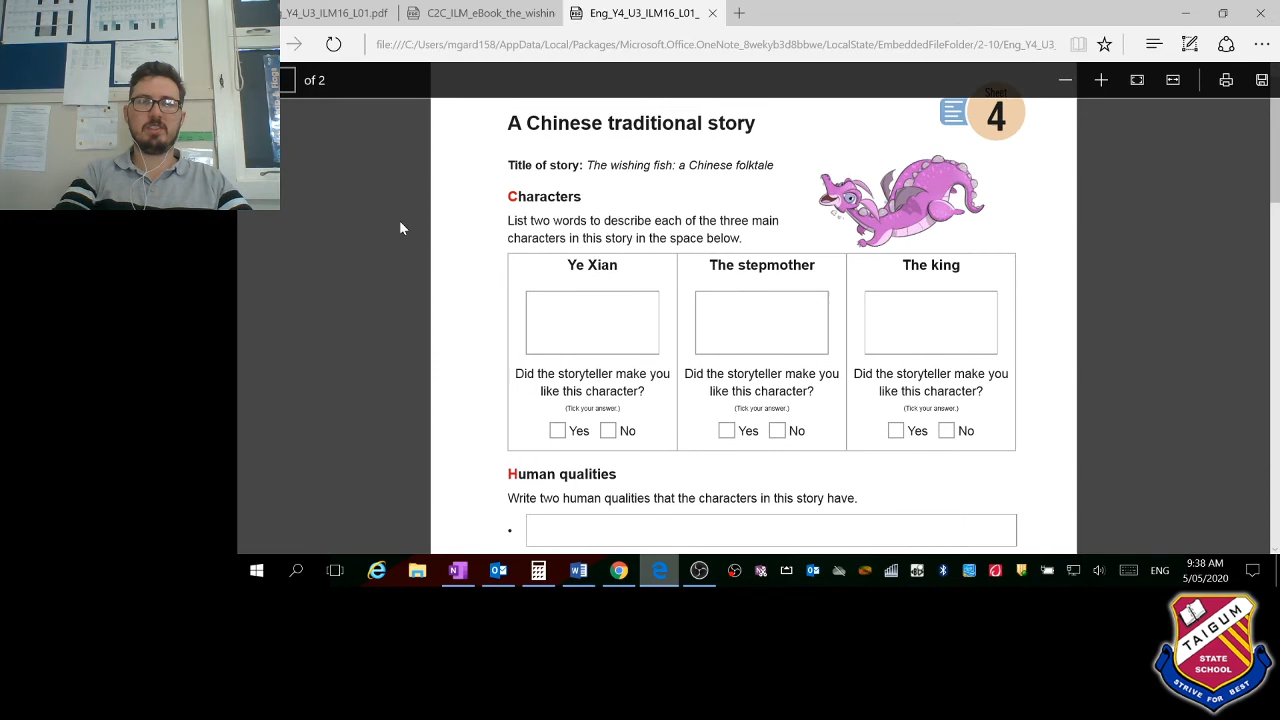 _Y4_U3_ILM16_L01.pdf
C2C_ILM_eBook_the_wishin
Eng_Y4_U3_ILM16_L01_
file:///C:/Users/mgard158/AppData/Local/Packages/Microsoft.Office.OneNote_8wekyb3d8bbwe/LocalState/EmbeddedFileFolder/2-10/Eng_Y4_U3_
of 2
Sheet
4
A Chinese traditional story
Title of story: The wishing fish: a Chinese folktale
Characters
List two words to describe each of the three main
characters in this story in the space below.
Ye Xian
The stepmother
The king
Did the storyteller make you
like this character?
(Tick your answer.)
Yes
No
Did the storyteller make you
like this character?
(Tick your answer.)
Yes
No
Did the storyteller make you
like this character?
(Tick your answer.)
Yes
No
Human qualities
Write two human qualities that the characters in this story have.
•
ENG
9:38 AM
5/05/2020
TAIGUM
STATE
SCHOOL
STRIVE FOR BEST